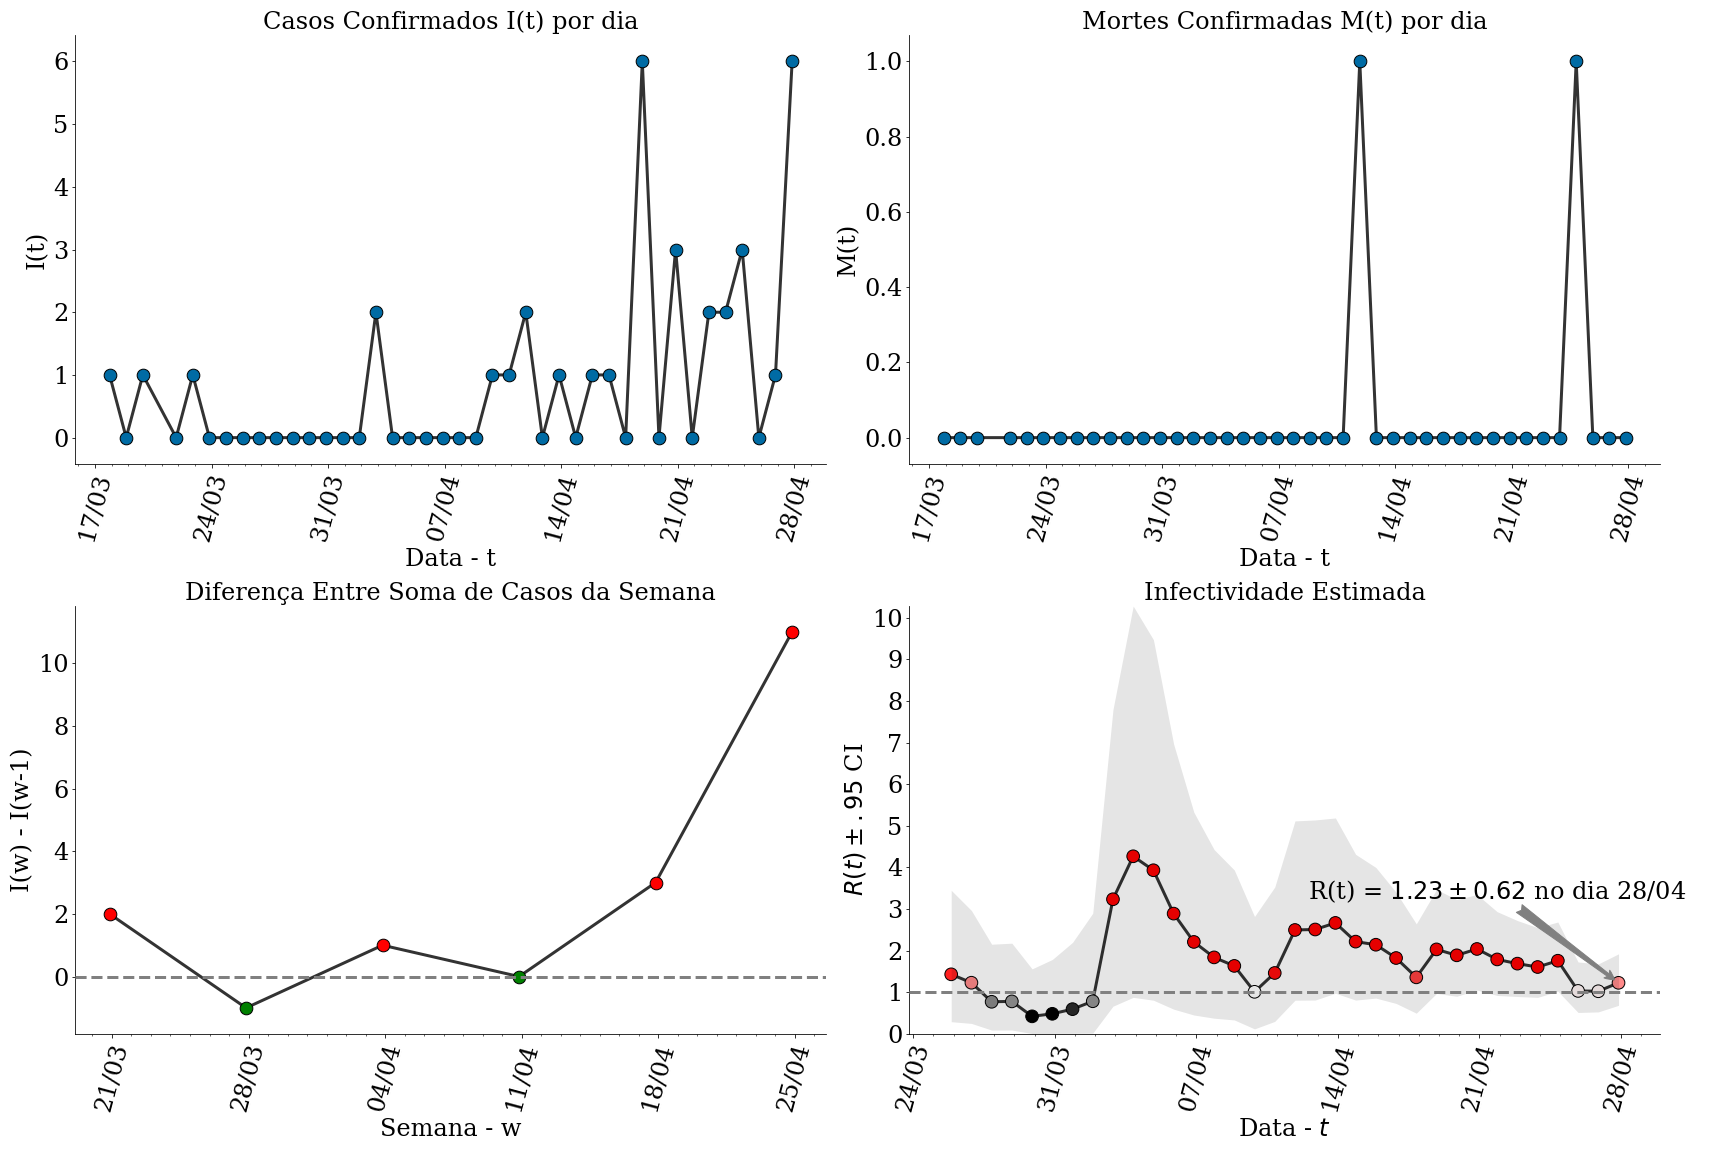 Casos Confirmados I(t) por dia
I(t)
6
5
4
3
2
1
0
17/03 24/03 31/03 07/04 14/04 21/04 28/04
Data - t
Mortes Confirmadas M(t) por dia
M(t)
1.0
0.8
0.6
0.4
0.2
0.0
17/03 24/03 31/03 07/04 14/04 21/04 28/04
Data - t
Diferença Entre Soma de Casos da Semana
I(w) - I(w-1)
10
8
6
4
2
0
21/03 28/03 04/04 11/04 18/04 25/04
Semana - w
Infectividade Estimada
R(t) ± .95 CI
10
9
8
7
6
5
4
3
2
1
0
R(t) = 1.23 ± 0.62 no dia 28/04
24/03 31/03 07/04 14/04 21/04 28/04
Data - t